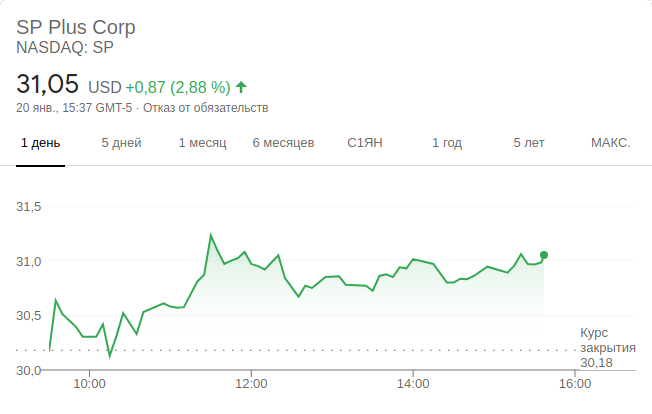 SP Plus Corp
NASDAQ: SP
31,05 USD +0,87 (2,88 %)
20 янв., 15:37 GMT-5 · Отказ от обязательств
1 день 5 дней 1 месяц 6 месяцев С1ЯН 1 год 5 лет МАКС.
31,5
31,0
30,5
Курс
закрытия
30,18
30,0
10:00 12:00 14:00 16:00